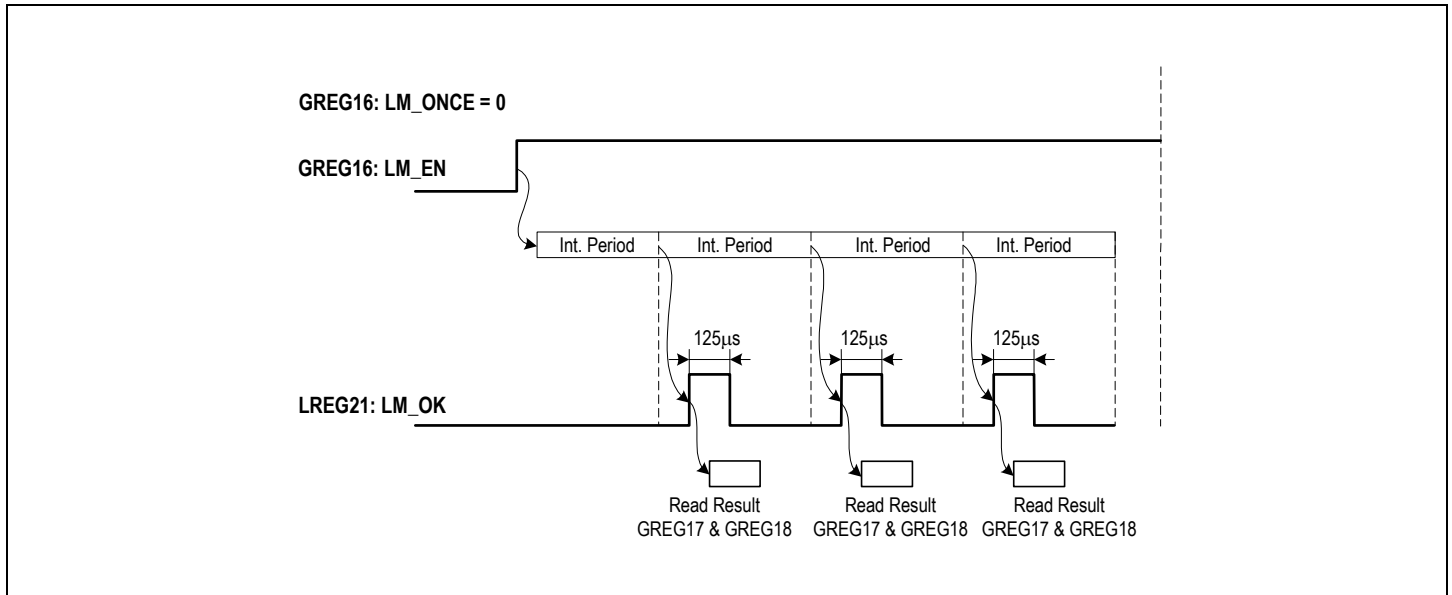 GREG16: LM_ONCE = 0
GREG16: LM_EN
Int. Period Int. Period Int. Period Int. Period
125μs 125μs 125μs
LREG21: LM_OK
Read Result Read Result Read Result
GREG17 & GREG18 GREG17 & GREG18 GREG17 & GREG18